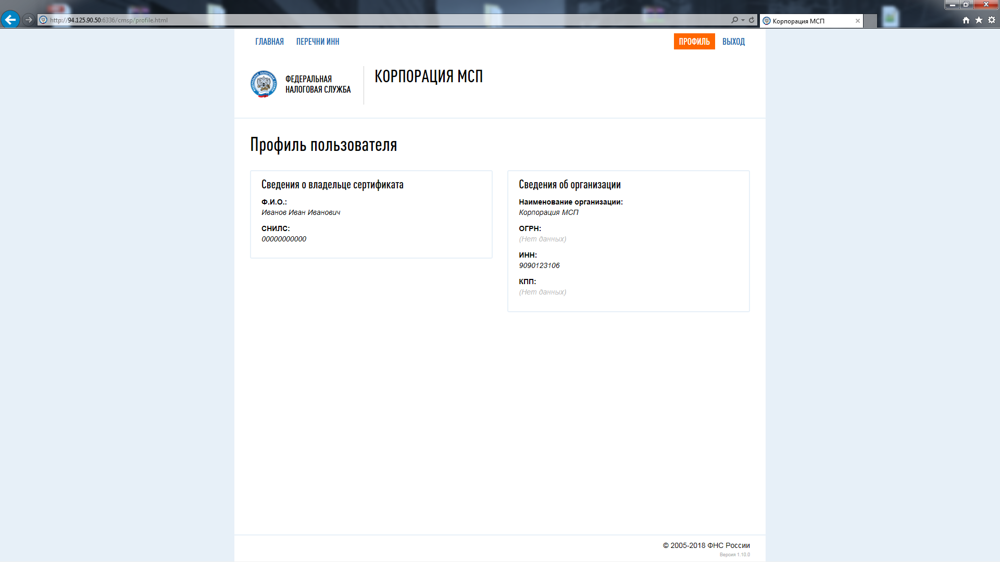 http://94.125.90.50:6336/cmsp/profile.html
Корпорация МСП
ГЛАВНАЯ ПЕРЕЧНИ ИНН ПРОФИЛЬ ВЫХОД
ФЕДЕРАЛЬНАЯ
НАЛОГОВАЯ СЛУЖБА
КОРПОРАЦИЯ МСП
Профиль пользователя
Сведения о владельце сертификата
Ф.И.О.:
Иванов Иван Иванович
СНИЛС:
00000000000
Сведения об организации
Наименование организации:
Корпорация МСП
ОГРН:
(Нет данных)
ИНН:
9090123106
КПП:
(Нет данных)
© 2005-2018 ФНС России
Версия 1.10.0